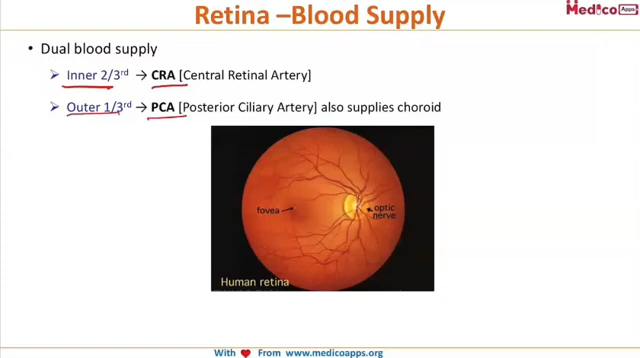 Retina –Blood Supply
Medico Apps
• Dual blood supply
➢ Inner 2/3rd → CRA [Central Retinal Artery]
➢ Outer 1/3rd → PCA [Posterior Ciliary Artery] also supplies choroid
fovea
optic
nerve
Human retina
With ❤ From www.medicoapps.org